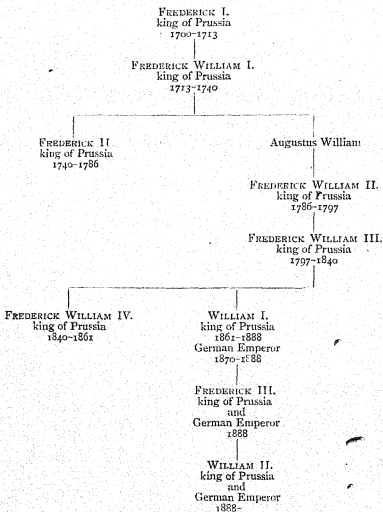 FREDERICK I.
king of Prussia
1700-1713
FREDERICK WILLIAM I.
king of Prussia
1713-1740
FREDERICK II
king of Prussia
1740-1786
Augustus William
FREDERICK WILLIAM II.
king of Prussia
1786-1797
FREDERICK WILLIAM III.
king of Prussia
1797-1840
FREDERICK WILLIAM IV.
king of Prussia
1840-1861
WILLIAM I.
king of Prussia
1861-1888
German Emperor
1870-1888
FREDERICK III.
king of Prussia
and
German Emperor
1888
WILLIAM II.
king of Prussia
and
German Emperor
1888-